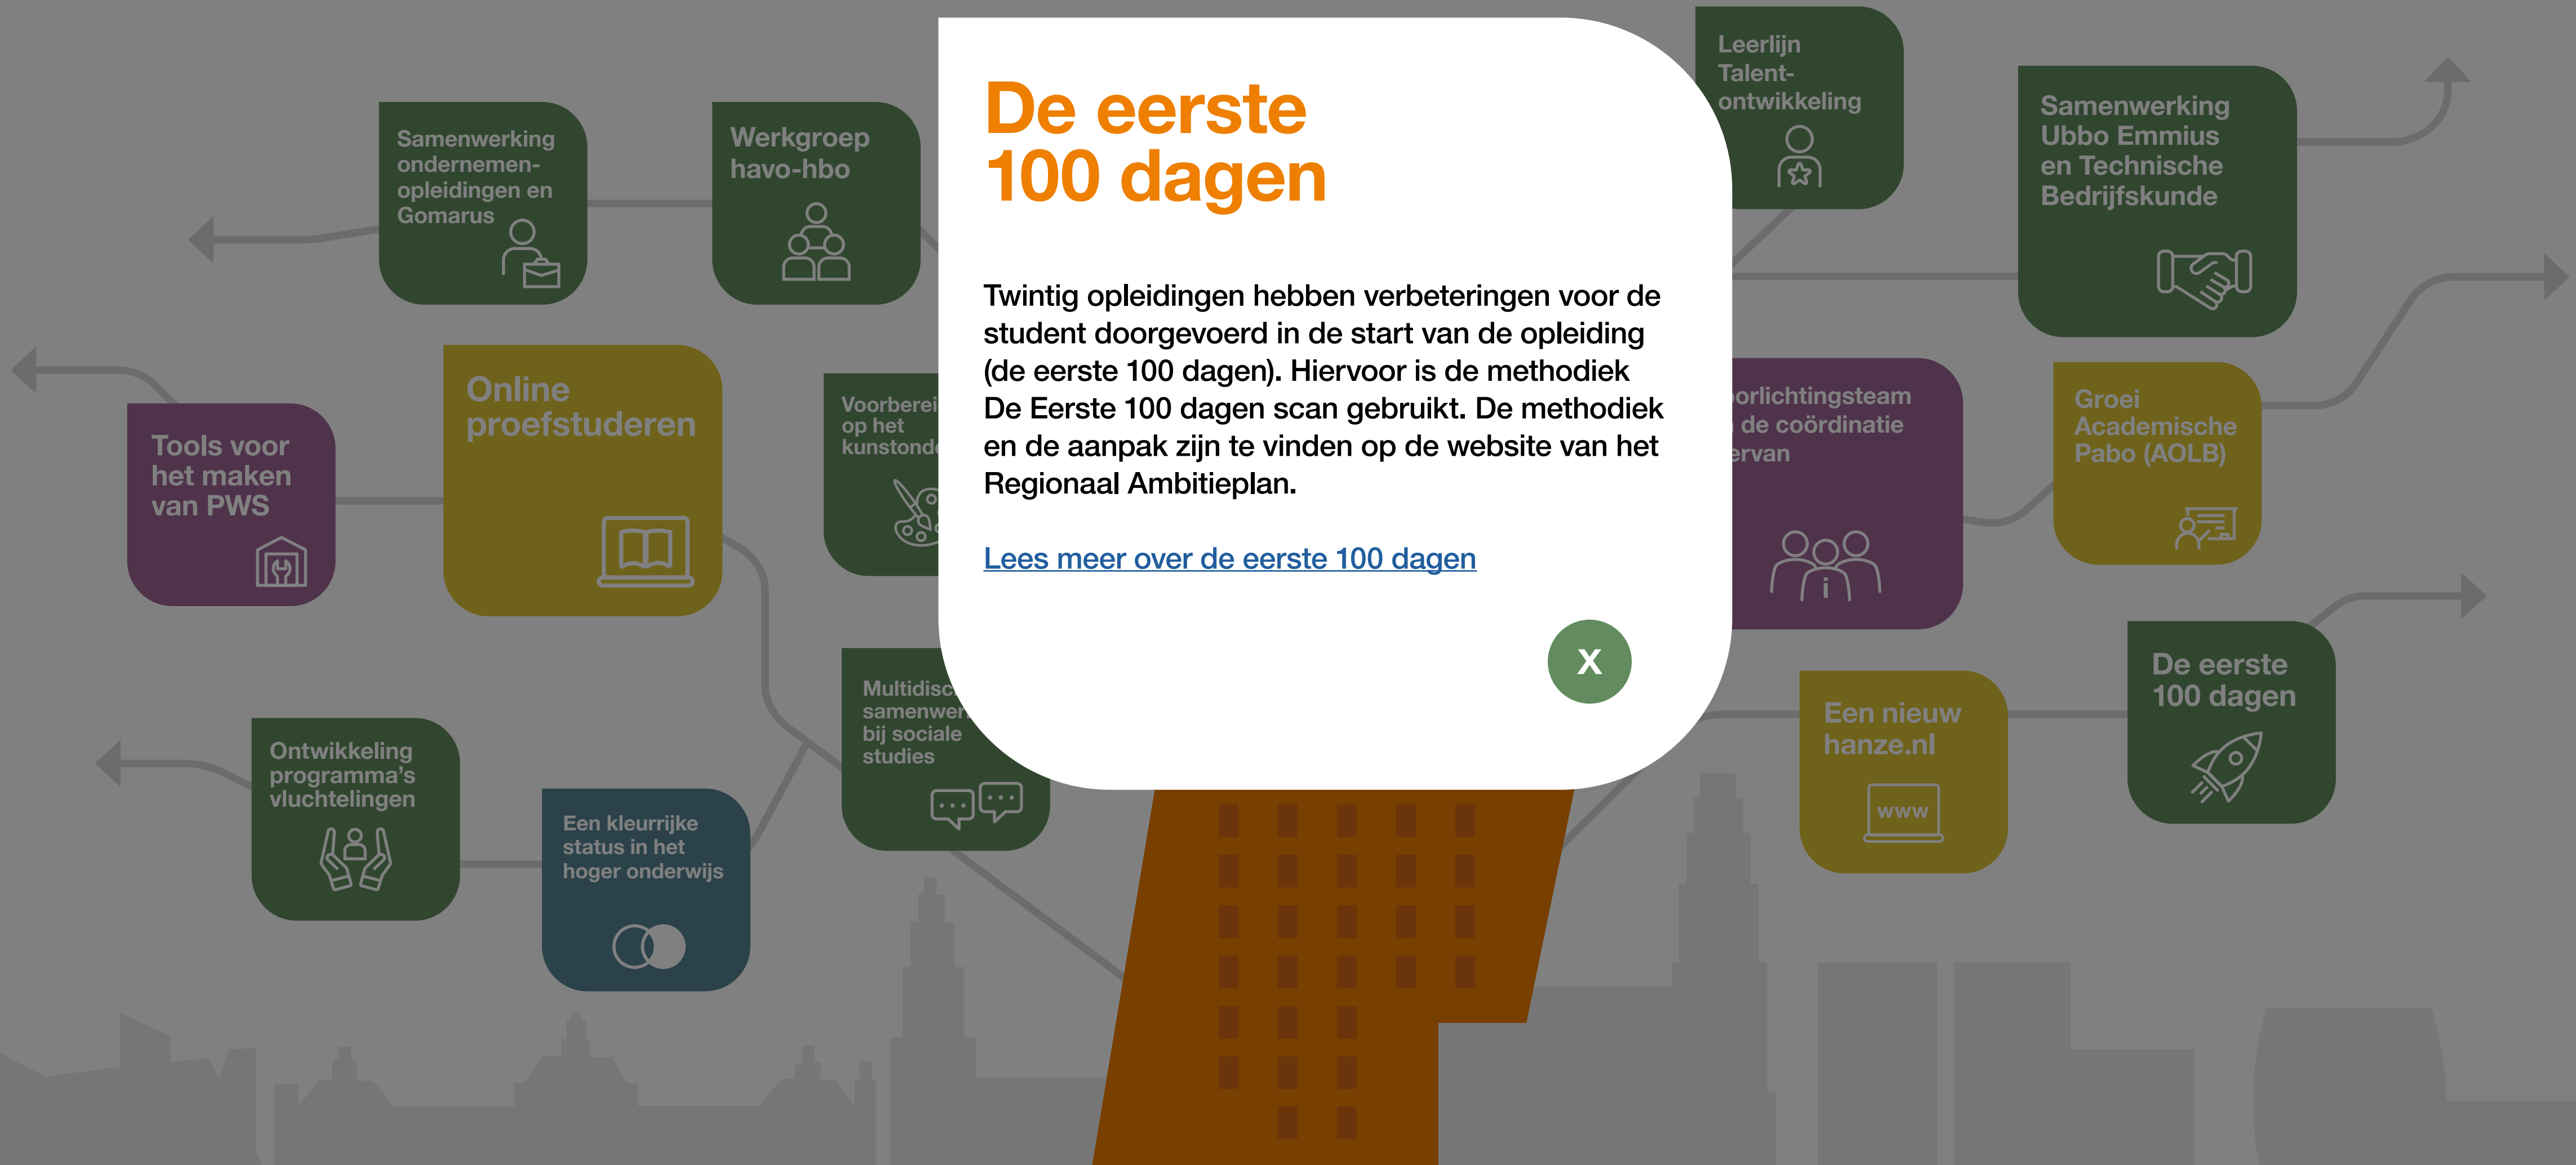 De eerste
100 dagen
Twintig opleidingen hebben verbeteringen voor de
student doorgevoerd in de start van de opleiding
(de eerste 100 dagen). Hiervoor is de methodiek
De Eerste 100 dagen scan gebruikt. De methodiek
en de aanpak zijn te vinden op de website van het
Regionaal Ambitieplan.
Lees meer over de eerste 100 dagen
X
Samenwerking
ondernemen-
opleidingen en
Gomarus
Werkgroep
havo-hbo
Leerlijn
Talent-
ontwikkeling
Samenwerking
Ubbo Emmius
en Technische
Bedrijfskunde
Tools voor
het maken
van PWS
Online
proefstuderen
op het
de coördinatie
i
Groei
Academische
Pabo (AOLB)
Ontwikkeling
programma's
vluchtelingen
Een kleurrijke
status in het
hoger onderwijs
bij sociale
studies
Een nieuw
hanze.nl
www
De eerste
100 dagen